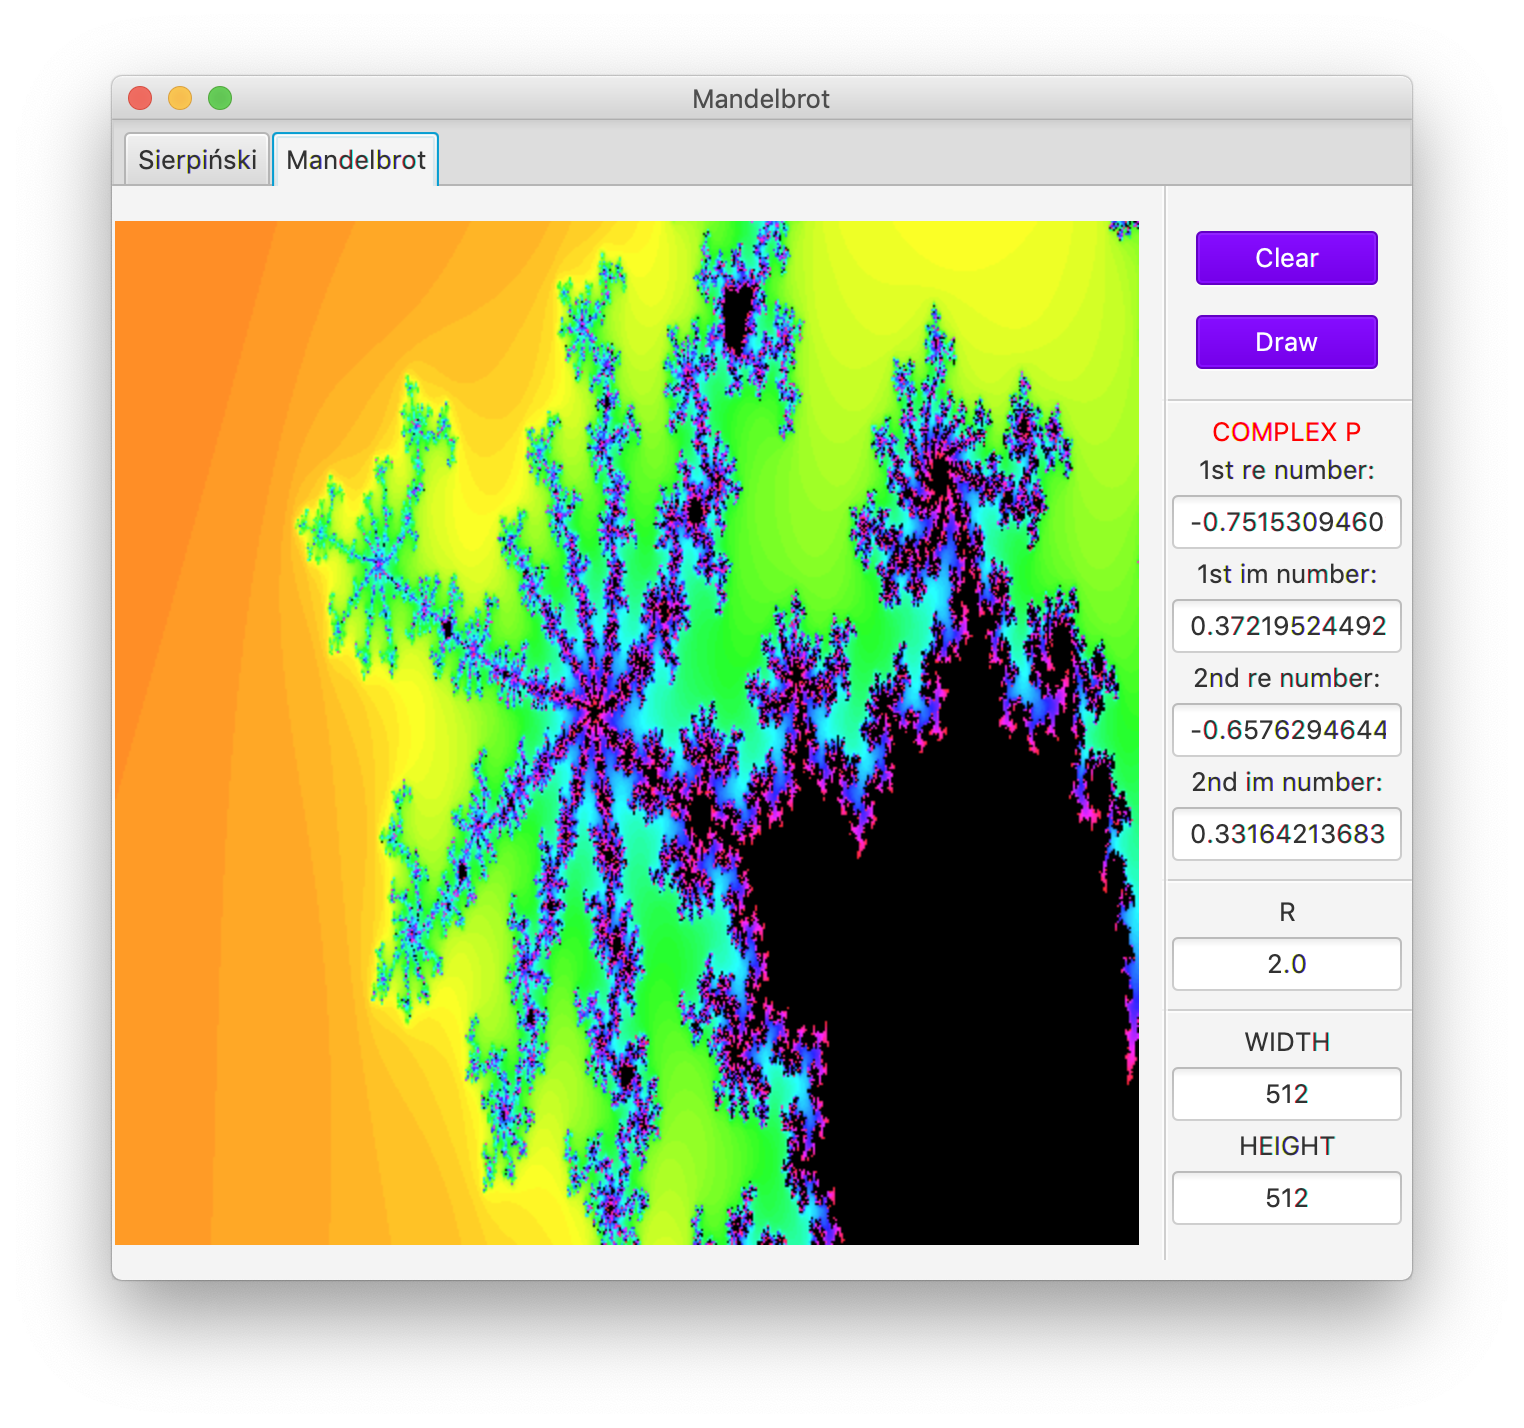 Mandelbrot
Sierpiński
Mandelbrot
Clear
Draw
COMPLEX P
1st re number:
-0.7515309460
1st im number:
0.37219524492
2nd re number:
-0.6576294644
2nd im number:
0.33164213683
R
2.0
WIDTH
512
HEIGHT
512